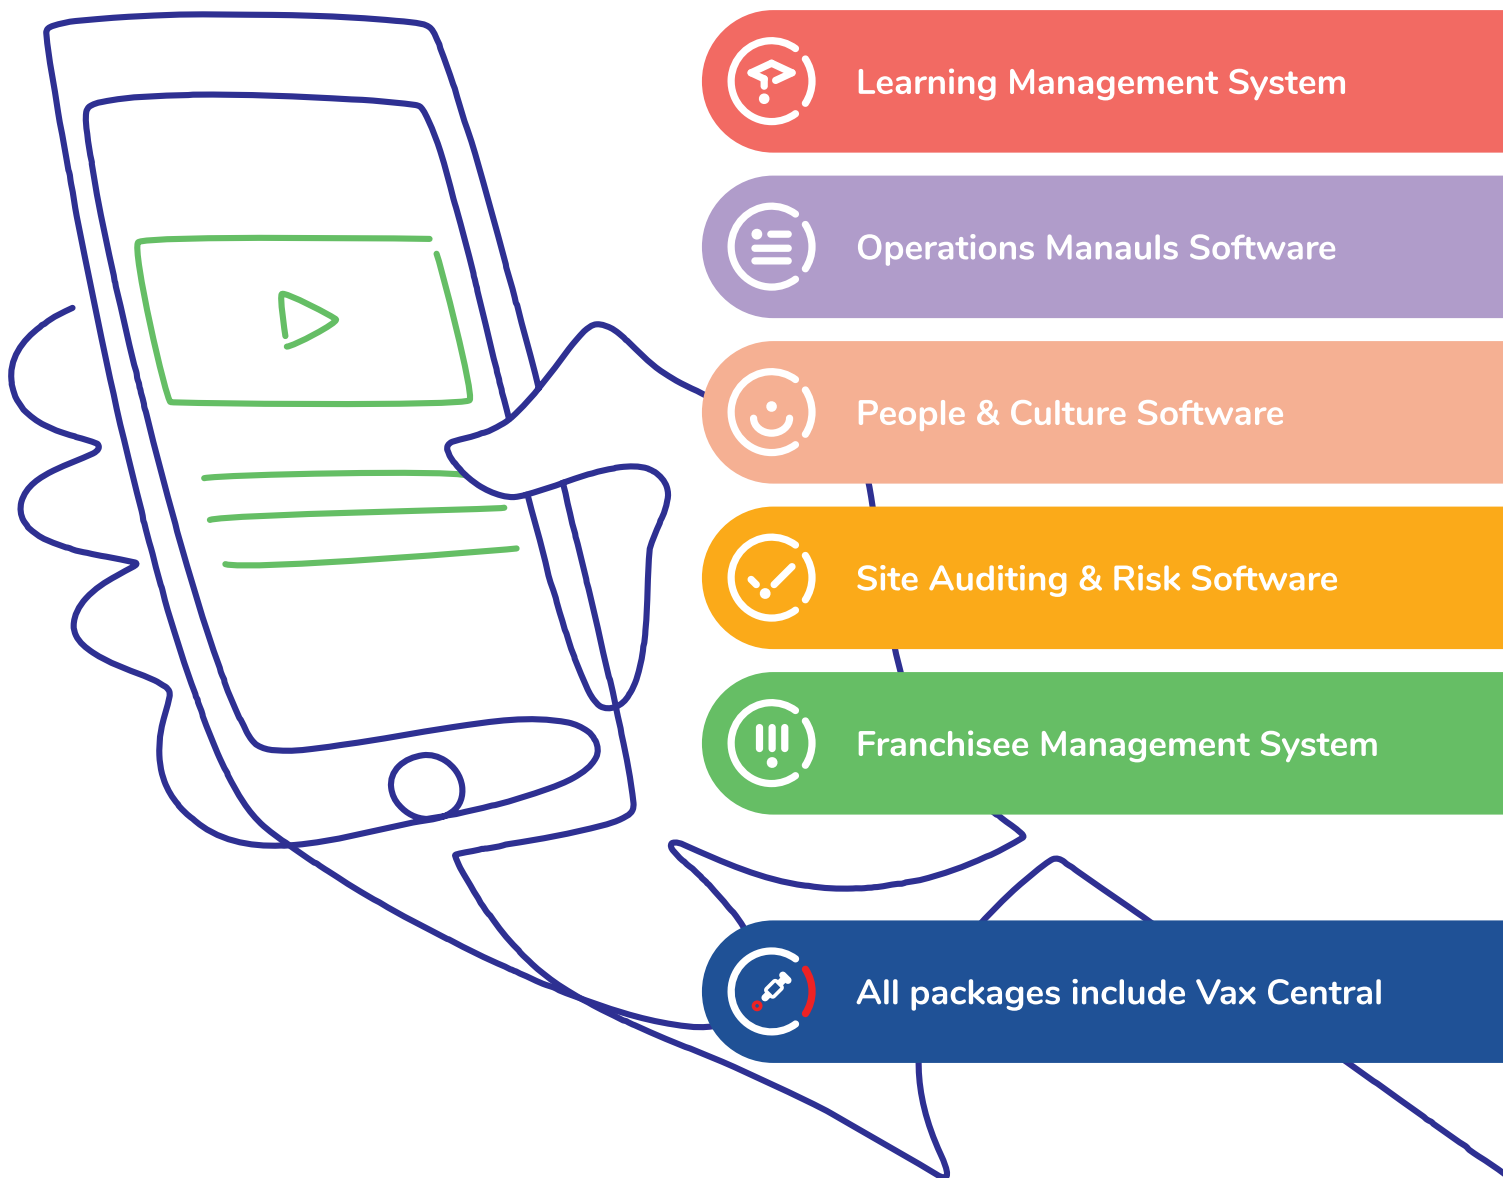 Learning Management System
Operations Manauls Software
People & Culture Software
Site Auditing & Risk Software
Franchisee Management System
All packages include Vax Central